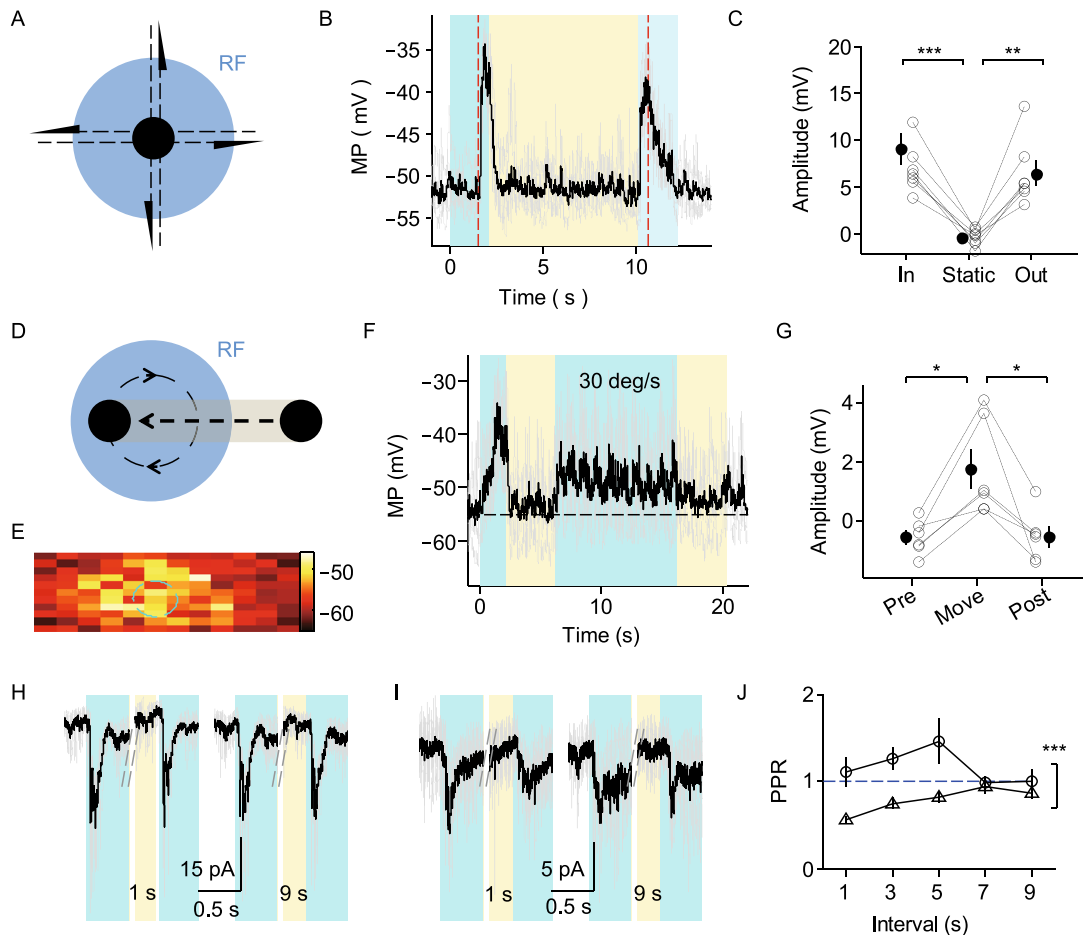 A
RF
B
MP ( mV )
−35
−40
−45
−50
−55
0
5
10
Time ( s )
C
Amplitude (mV)
20
15
10
5
0
***
**
In
Static
Out
D
RF
E
−50
−60
F
MP (mV)
−30
−40
−50
−60
30 deg/s
0
10
20
Time (s)
G
Amplitude (mV)
4
2
0
*
*
Pre
Move
Post
H
1 s
15 pA
0.5 s
9 s
I
1 s
5 pA
0.5 s
9 s
J
PPR
2
1
0
***
1
3
5
7
9
Interval (s)